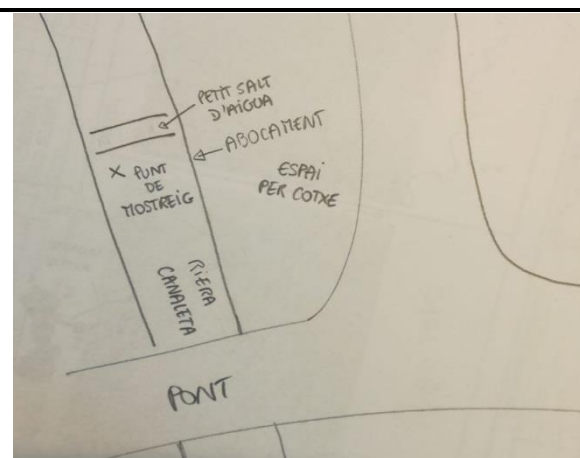 PETIT SALT
D'AIGUA
ABOCAMENT
ESPAI
PER COTXE
X PUNT
DE
MOSTREIG
RIERA
CANALETA
PONT